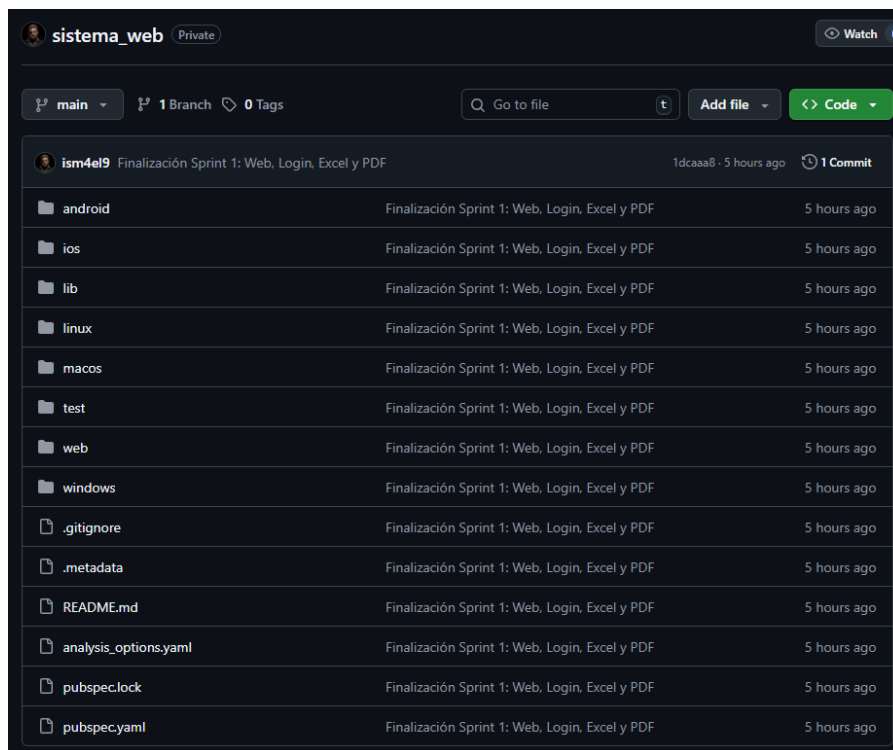 sistema_web Private Watch
main 1 Branch 0 Tags Go to file t Add file Code
ism4el9 Finalización Sprint 1: Web, Login, Excel y PDF 1dcaaa8 · 5 hours ago 1 Commit
android Finalización Sprint 1: Web, Login, Excel y PDF 5 hours ago
ios Finalización Sprint 1: Web, Login, Excel y PDF 5 hours ago
lib Finalización Sprint 1: Web, Login, Excel y PDF 5 hours ago
linux Finalización Sprint 1: Web, Login, Excel y PDF 5 hours ago
macos Finalización Sprint 1: Web, Login, Excel y PDF 5 hours ago
test Finalización Sprint 1: Web, Login, Excel y PDF 5 hours ago
web Finalización Sprint 1: Web, Login, Excel y PDF 5 hours ago
windows Finalización Sprint 1: Web, Login, Excel y PDF 5 hours ago
.gitignore Finalización Sprint 1: Web, Login, Excel y PDF 5 hours ago
.metadata Finalización Sprint 1: Web, Login, Excel y PDF 5 hours ago
README.md Finalización Sprint 1: Web, Login, Excel y PDF 5 hours ago
analysis_options.yaml Finalización Sprint 1: Web, Login, Excel y PDF 5 hours ago
pubspec.lock Finalización Sprint 1: Web, Login, Excel y PDF 5 hours ago
pubspec.yaml Finalización Sprint 1: Web, Login, Excel y PDF 5 hours ago